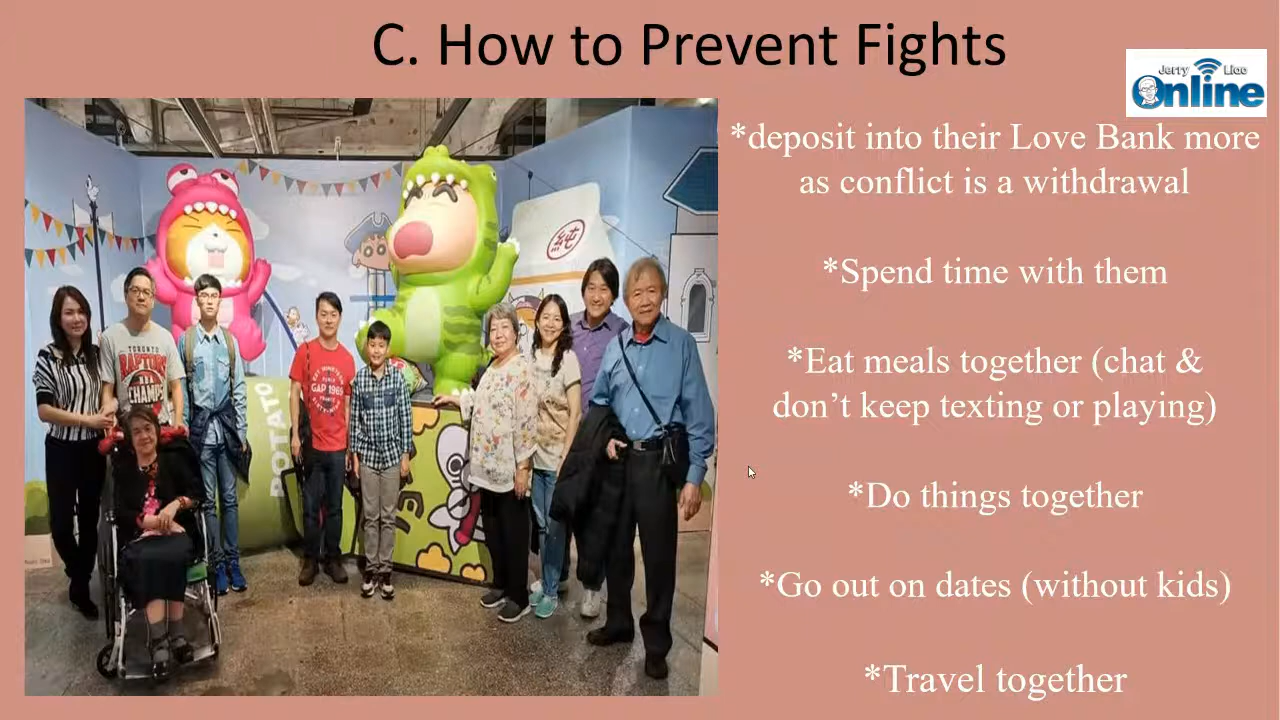 C. How to Prevent Fights
Jerry Liao
Online
*deposit into their Love Bank more
as conflict is a withdrawal
*Spend time with them
*Eat meals together (chat &
don’t keep texting or playing)
*Do things together
*Go out on dates (without kids)
*Travel together
純
TORONTO
RAPTORS
CHAMPS
GAP 1969
POTATO